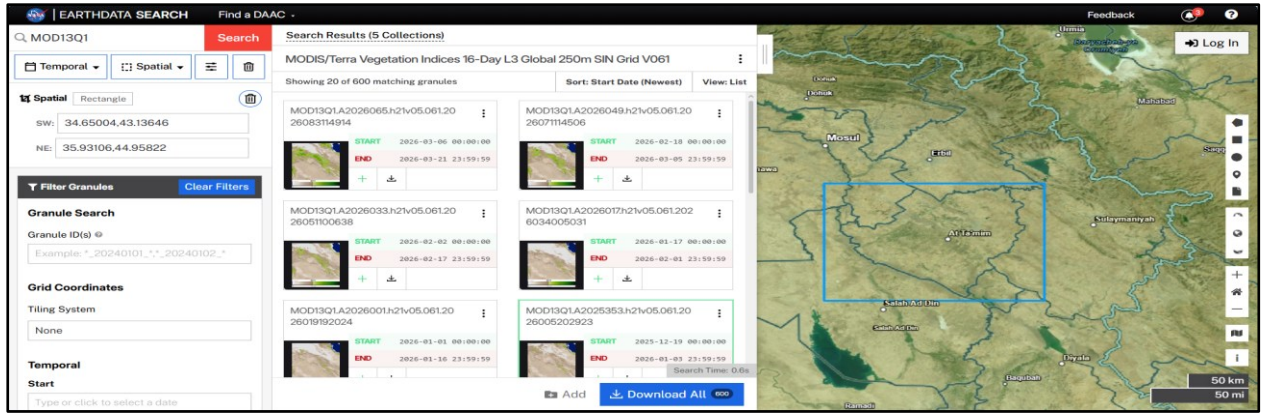 EARTHDATA SEARCH
Find a DAAC
Feedback
?
MOD13Q1
Search
Temporal
Spatial
Spatial
Rectangle
SW: 34.65004,43.13646
NE: 35.93106,44.95822
Filter Granules
Clear Filters
Granule Search
Granule ID(s)
Example: *_20240101_*,*_20240102_*
Grid Coordinates
Tiling System
None
Temporal
Start
Type or click to select a date
Search Results (5 Collections)
MODIS/Terra Vegetation Indices 16-Day L3 Global 250m SIN Grid V061
Showing 20 of 600 matching granules
Sort: Start Date (Newest)
View: List
MOD13Q1.A2026065.h21v05.061.20
26083114914
START 2026-03-06 00:00:00
END 2026-03-21 23:59:59
MOD13Q1.A2026049.h21v05.061.20
26071114506
START 2026-02-18 00:00:00
END 2026-03-05 23:59:59
MOD13Q1.A2026033.h21v05.061.20
26051100638
START 2026-02-02 00:00:00
END 2026-02-17 23:59:59
MOD13Q1.A2026017.h21v05.061.202
6034005031
START 2026-01-17 00:00:00
END 2026-02-01 23:59:59
MOD13Q1.A2026001.h21v05.061.20
26019192024
START 2026-01-01 00:00:00
END 2026-01-16 23:59:59
MOD13Q1.A2025353.h21v05.061.20
26005202923
START 2025-12-19 00:00:00
END 2026-01-03 23:59:59
Search Time: 0.6s
Add
Download All 600
Log In
Urmia
Dohuk
Dohuk
Mahabad
Mosul
Erbil
Sulaymaniyah
At Ta'mim
Salah Ad Din
Salah Ad Din
Diyala
Baqubah
Ramadi
50 km
50 mi